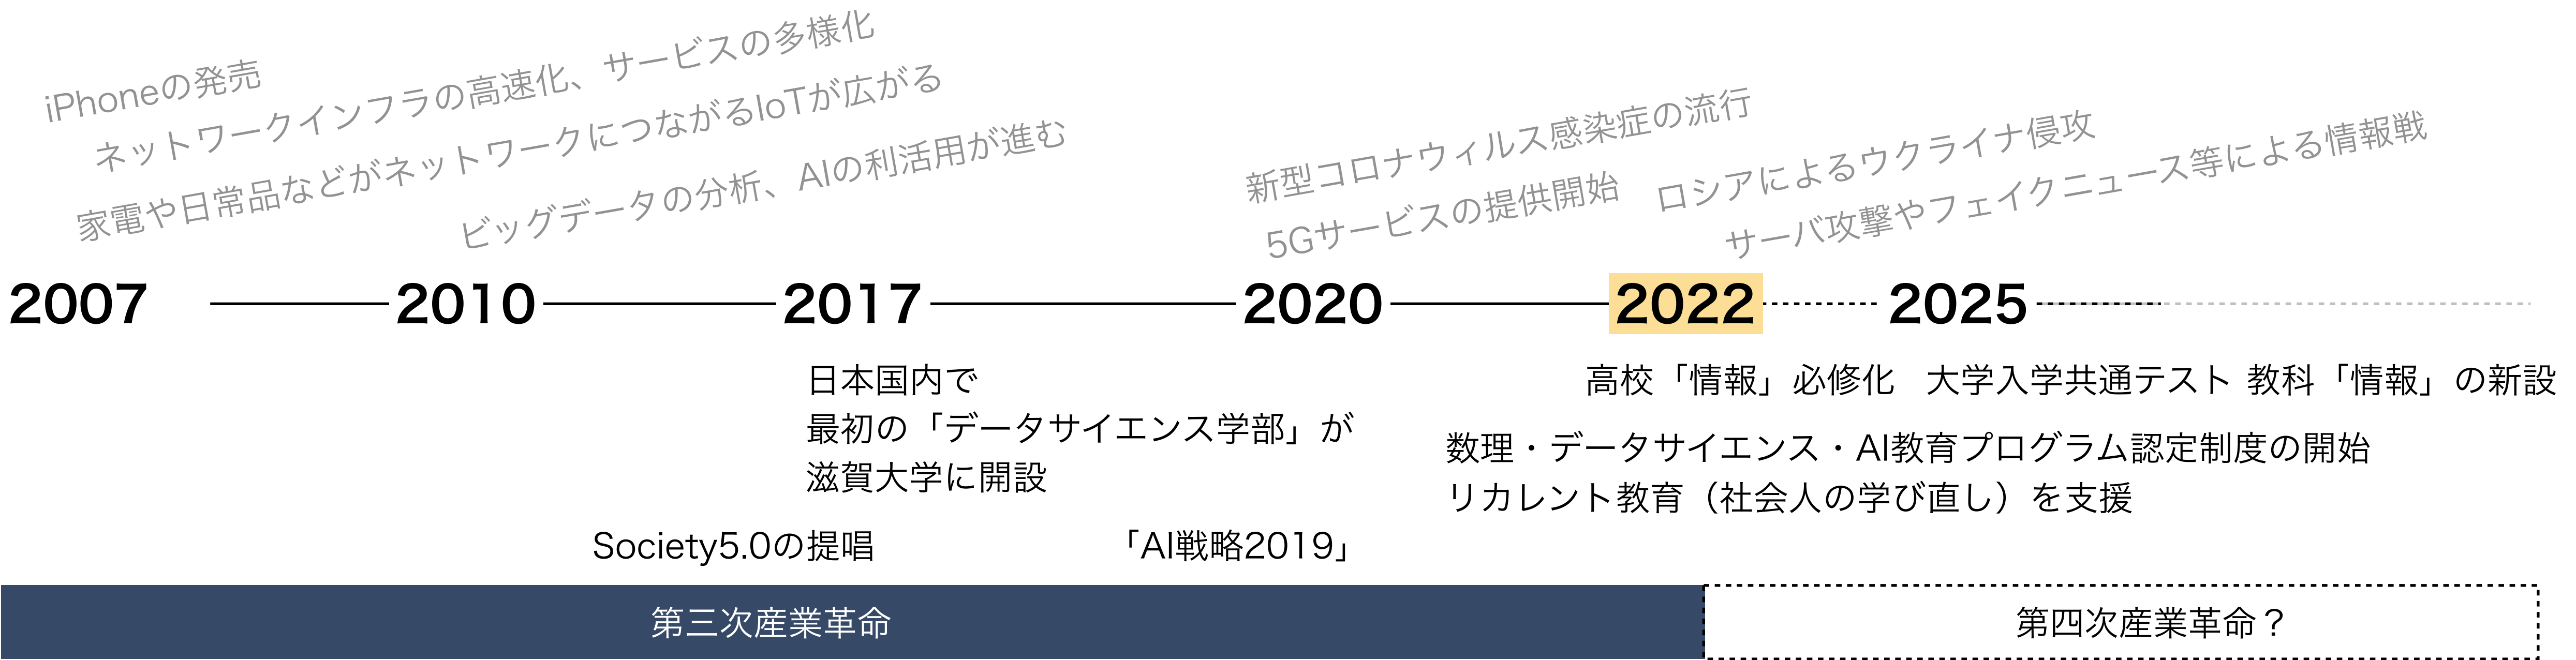 iPhoneの発売
ネットワークインフラの高速化、サービスの多様化
家電や日常品などがネットワークにつながるIoTが広がる
ビッグデータの分析、AIの利活用が進む
新型コロナウィルス感染症の流行
5Gサービスの提供開始
ロシアによるウクライナ侵攻
サーバ攻撃やフェイクニュース等による情報戦
2007 2010 2017 2020 2022 2025
日本国内で
最初の「データサイエンス学部」が
滋賀大学に開設
高校「情報」必修化
大学入学共通テスト 教科「情報」の新設
数理・データサイエンス・AI教育プログラム認定制度の開始
リカレント教育（社会人の学び直し）を支援
Society5.0の提唱
「AI戦略2019」
第三次産業革命
第四次産業革命？